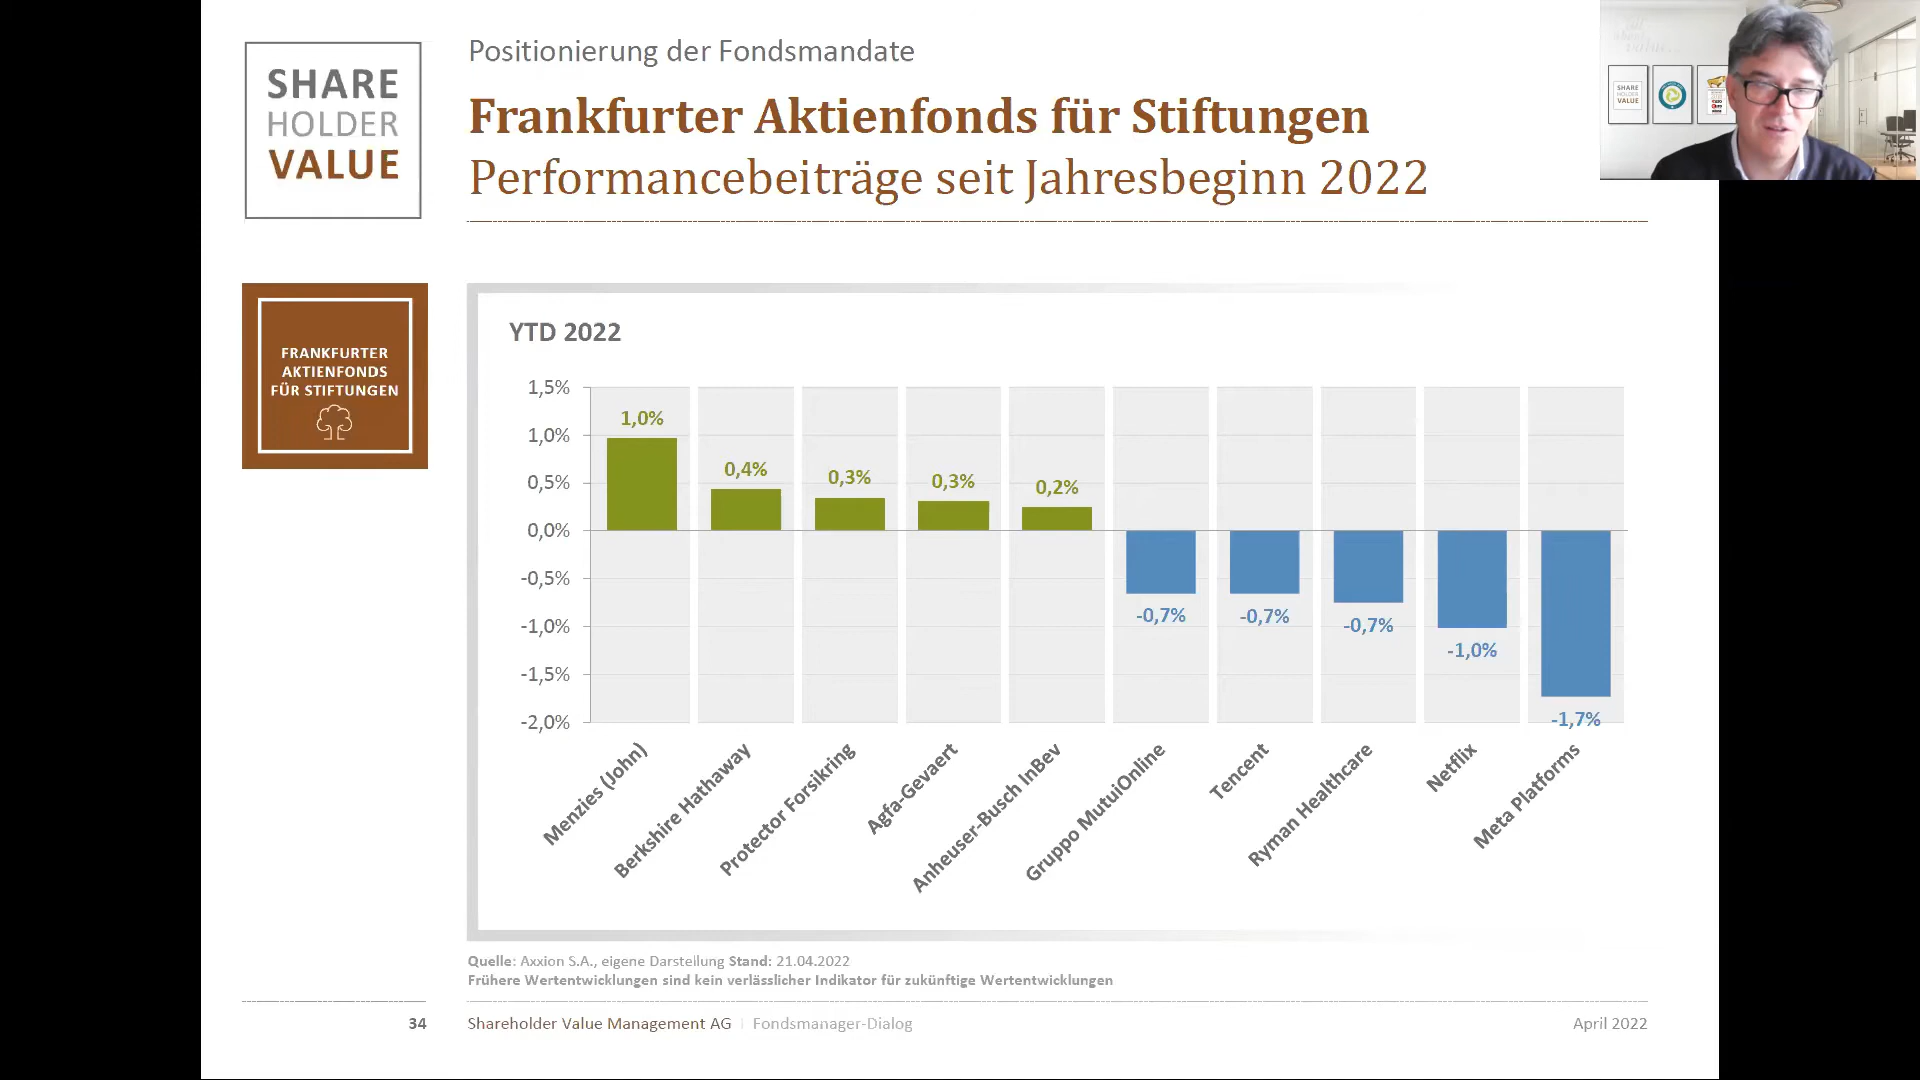 SHARE
HOLDER
VALUE
Positionierung der Fondsmandate
Frankfurter Aktienfonds für Stiftungen
Performancebeiträge seit Jahresbeginn 2022
SHARE
HOLDER
VALUE
FRANKFURTER
AKTIENFONDS
FÜR STIFTUNGEN
YTD 2022
1,5%
1,0%
0,5%
0,0%
-0,5%
-1,0%
-1,5%
-2,0%
1,0%
0,4%
0,3%
0,3%
0,2%
-0,7%
-0,7%
-0,7%
-1,0%
-1,7%
Menzies (John)
Berkshire Hathaway
Protector Forsikring
Agfa-Gevaert
Anheuser-Busch InBev
Gruppo MutuiOnline
Tencent
Ryman Healthcare
Netflix
Meta Platforms
Quelle: Axxion S.A., eigene Darsteilung Stand: 21.04.2022
Frühere Wertentwicklungen sind kein verlässlicher Indikator für zukünftige Wertentwicklungen
34
Shareholder Value Management AG | Fondsmanager-Dialog
April 2022